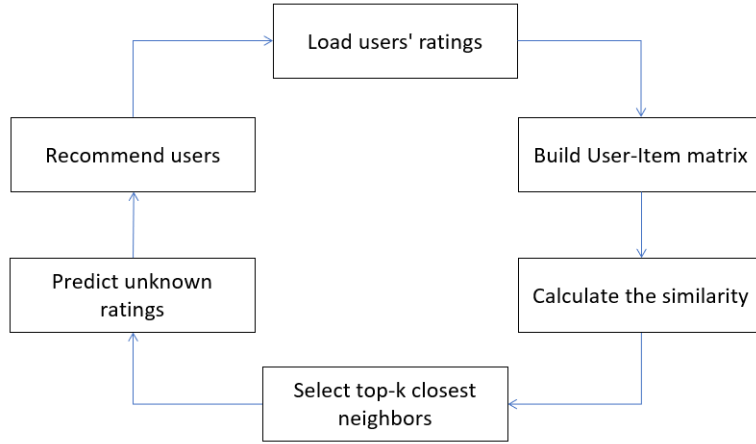 Load users' ratings
Build User-Item matrix
Calculate the similarity
Select top-k closest
neighbors
Predict unknown
ratings
Recommend users